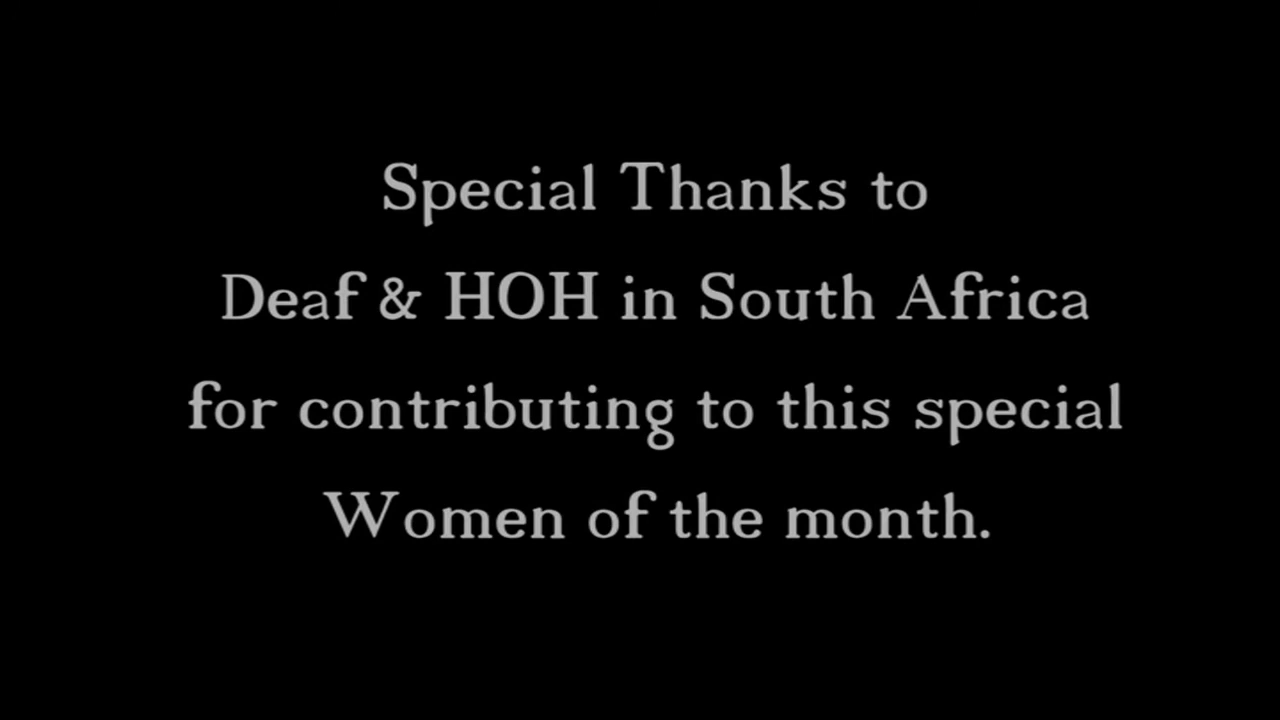 Special Thanks to
Deaf & HOH in South Africa
for contributing to this special
Women of the month.